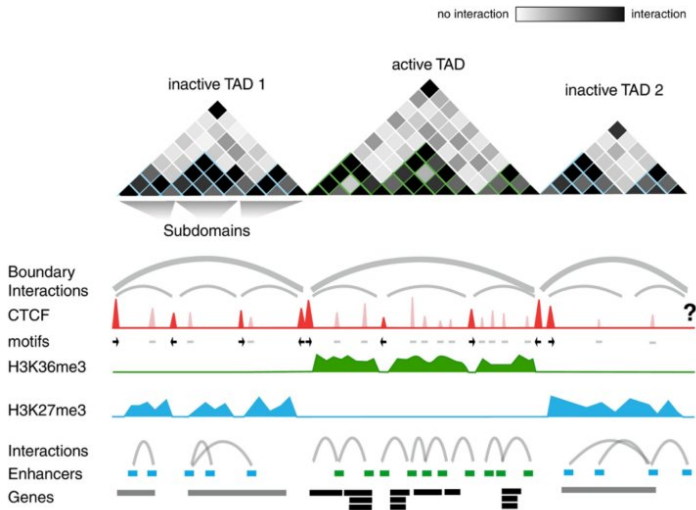 no interaction
interaction
inactive TAD 1
active TAD
inactive TAD 2
Subdomains
Boundary
Interactions
CTCF
?
motifs
H3K36me3
H3K27me3
Interactions
Enhancers
Genes